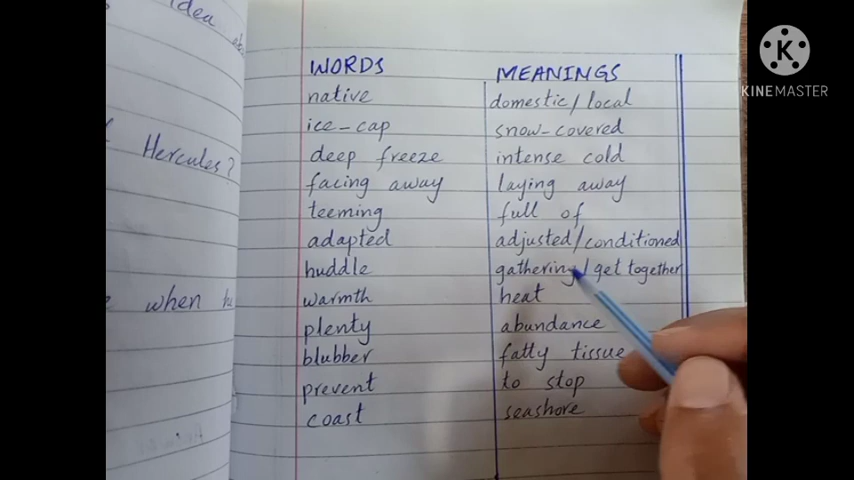 idea
Hercules?
when
WORDS MEANINGS
native domestic/local
ice-cap snow-covered
deep freeze intense cold
facing away laying away
teeming full of
adapted adjusted/conditioned
huddle gathering/get together
warmth heat
plenty abundance
blubber fatty tissue
prevent to stop
coast seashore
K
KINEMASTER